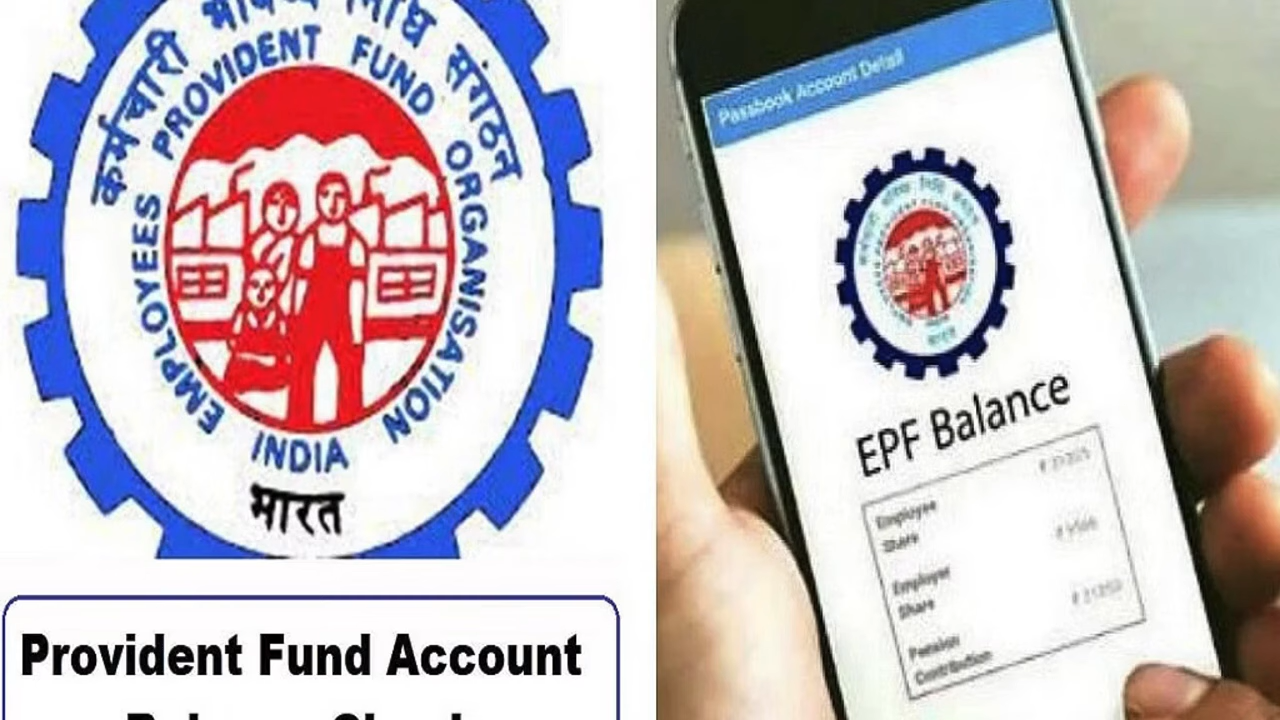 कर्मचारी भविष्य निधि संगठन
EMPLOYEES PROVIDENT FUND ORGANISATION
INDIA
भारत
Provident Fund Account
Passbook Account Detail
EPF Balance
Employee
Share
Employer
Share
Pension
Contribution